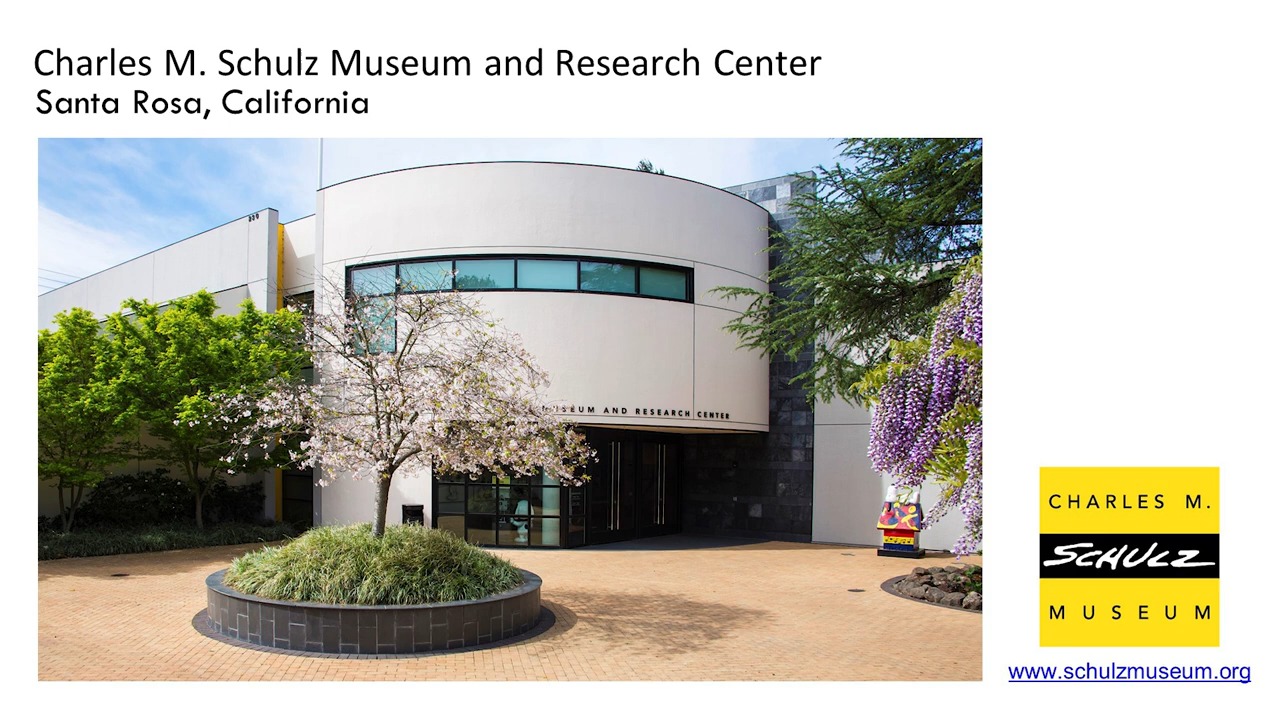 Charles M. Schulz Museum and Research Center
Santa Rosa, California
MUSEUM AND RESEARCH CENTER
CHARLES M.
SCHULZ
MUSEUM
www.schulzmuseum.org